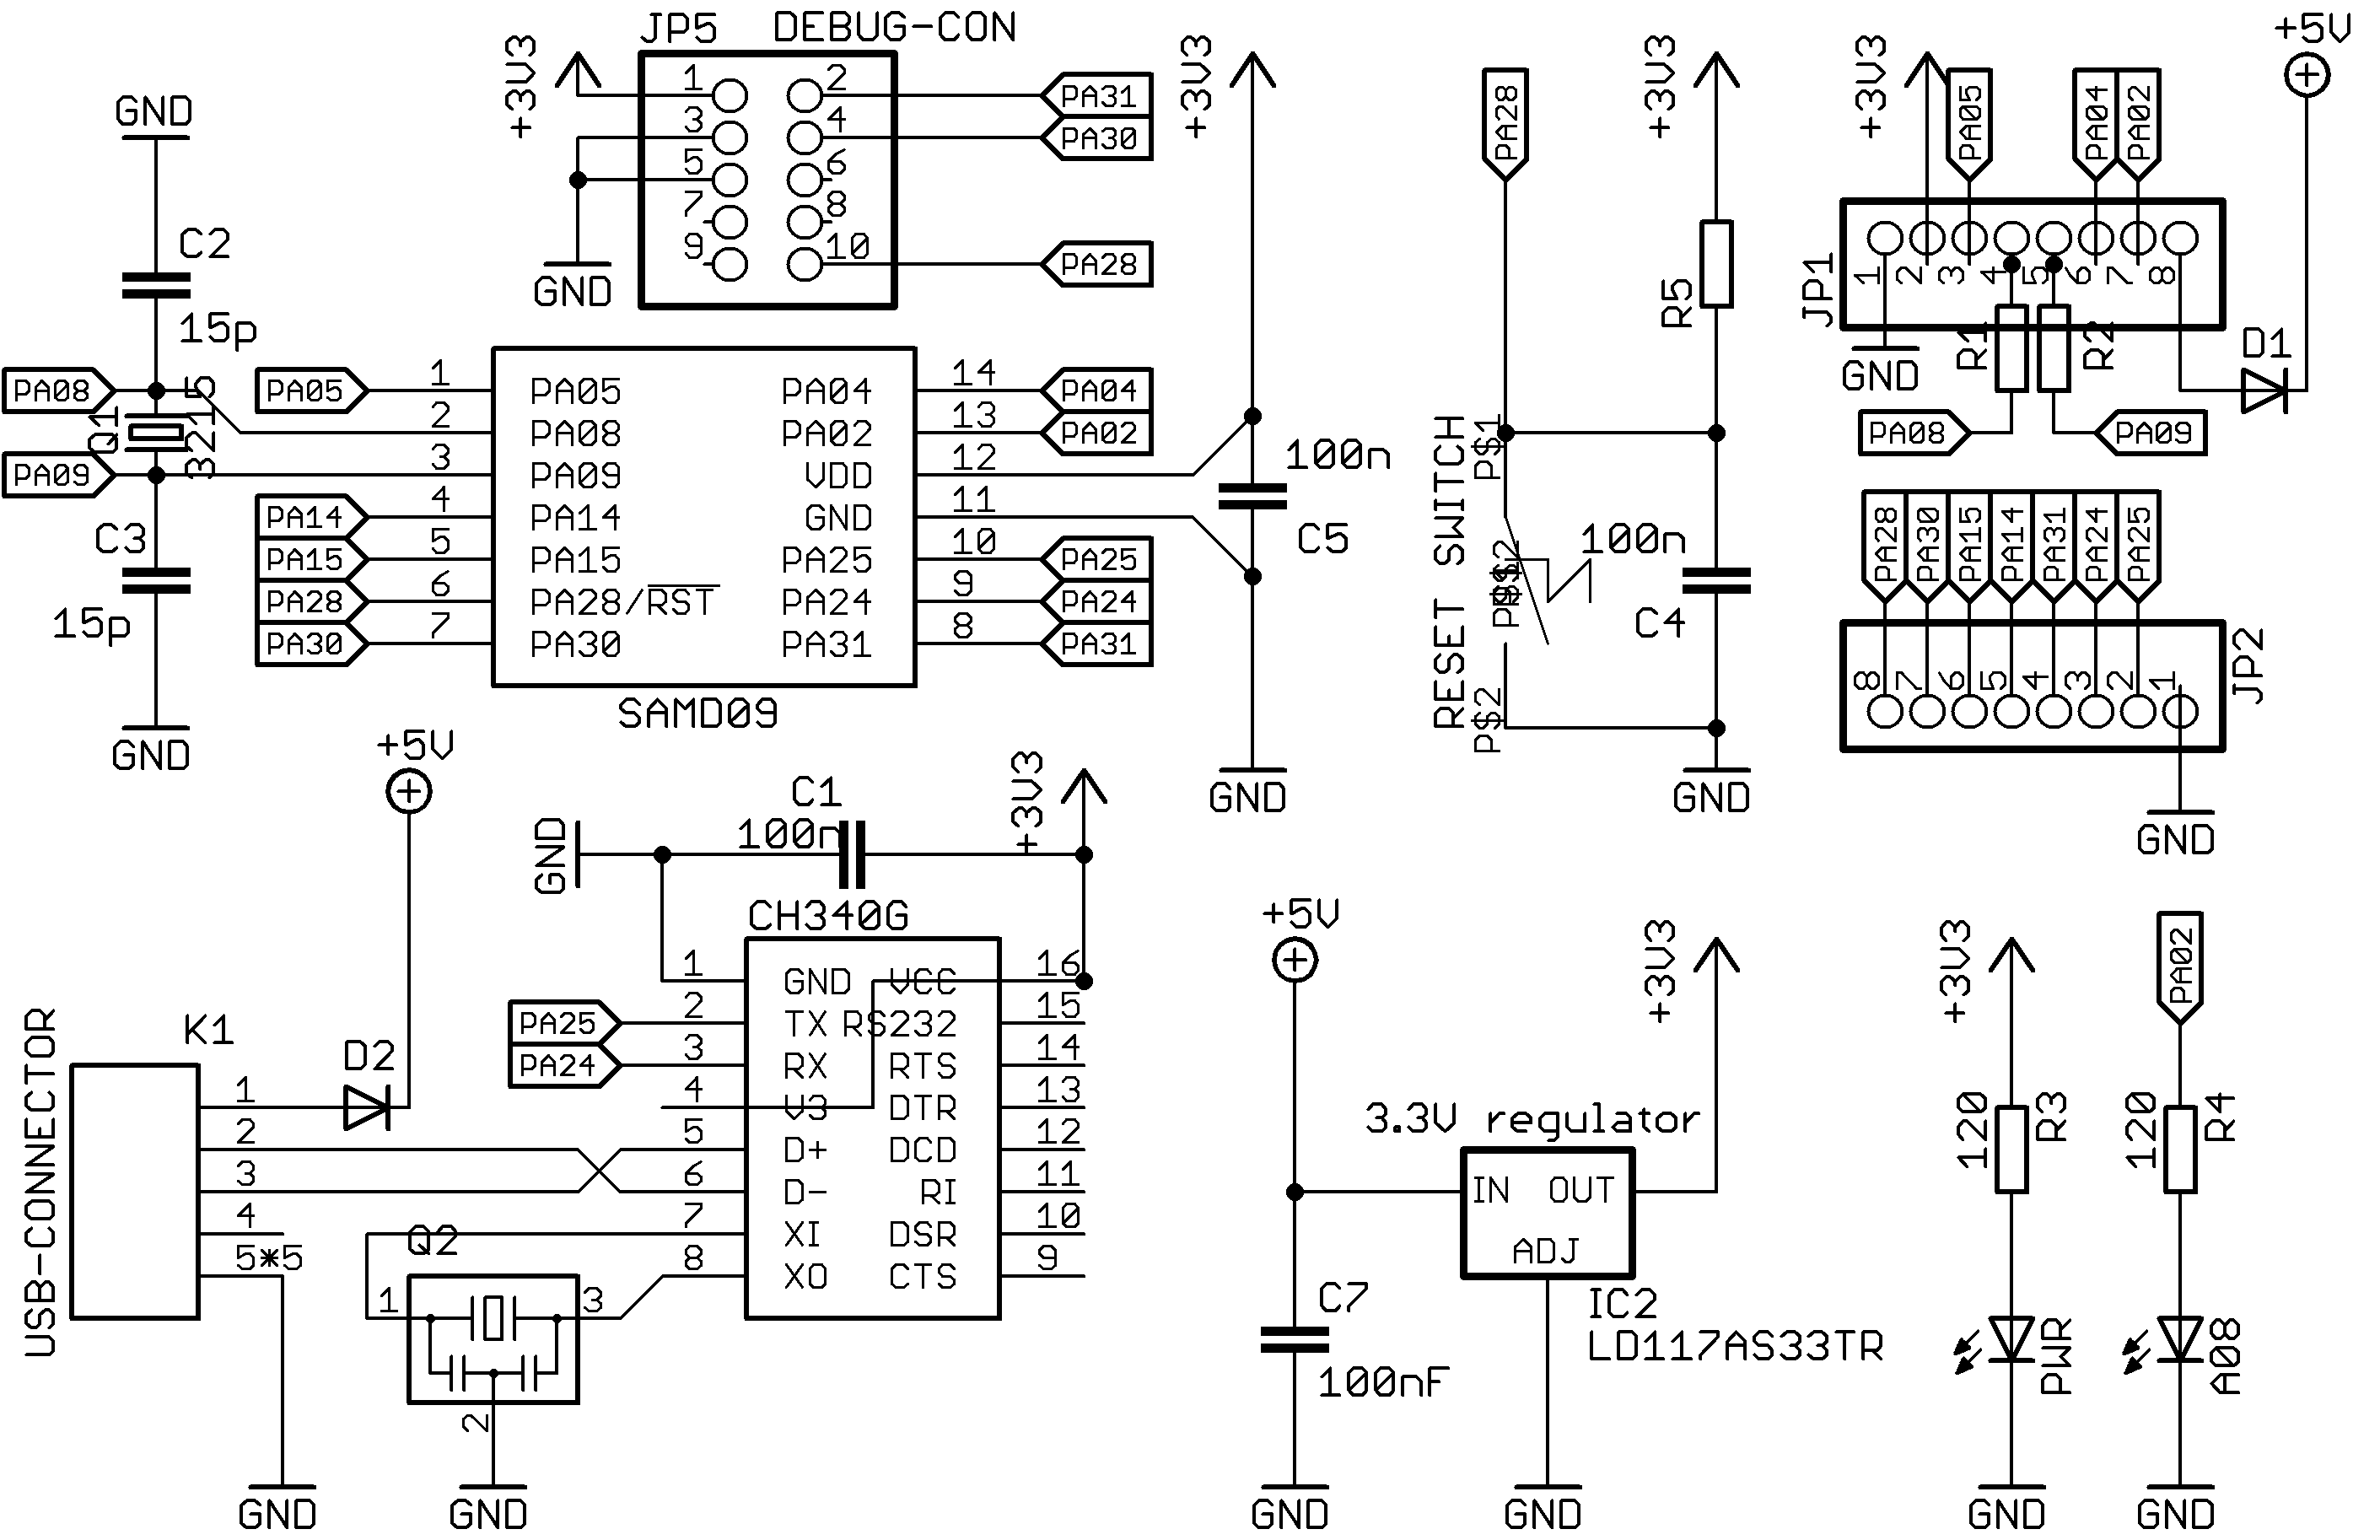 JP5 DEBUG-CON
+3V3
1 2
3 4
5 6
7 8
9 10
PA31
PA30
PA28
GND
GND
C2
15p
PA08
Q1
PA09
C3
15p
GND
PA05
PA14
PA15
PA28
PA30
1 PA05 PA04 14
2 PA08 PA02 13
3 PA09 VDD 12
4 PA14 GND 11
5 PA15 PA25 10
6 PA28/RST PA24 9
7 PA30 PA31 8
SAMD09
PA04
PA02
PA25
PA24
PA31
+3V3
100n
C5
GND
PA28
+3V3
R5
RESET SWITCH
P$1
P$2
100n
C4
GND
+3V3
PA05
PA04
PA02
+5V
JP1
1 2 3 4 5 6 7 8
GND
R1
R2
D1
PA08
PA09
PA28
PA30
PA15
PA14
PA31
PA24
PA25
8 7 6 5 4 3 2 1
JP2
GND
+5V
USB-CONNECTOR
K1
1
2
3
4
5*5
D2
GND
GND
C1
100n
+3V3
CH340G
PA25
PA24
1 GND VCC 16
2 TX RS232 15
3 RX RTS 14
4 V3 DTR 13
5 D+ DCD 12
6 D- RI 11
7 XI DSR 10
8 XO CTS 9
Q2
1 3
2
GND
+5V
C7
100nF
GND
3.3V regulator
IN OUT
ADJ
IC2
LD117AS33TR
+3V3
GND
+3V3
120
R3
PWR
GND
PA02
120
R4
A08
GND